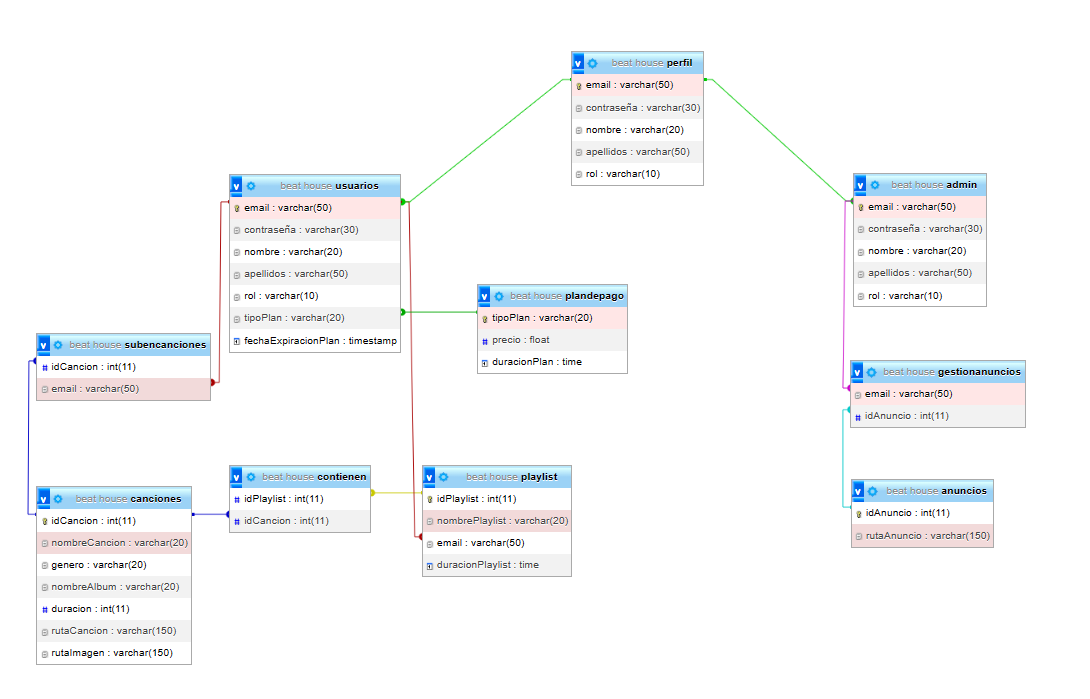 beat house perfil
email : varchar(50)
contraseña : varchar(30)
nombre : varchar(20)
apellidos : varchar(50)
rol : varchar(10)
v beat house usuarios
email : varchar(50)
contraseña : varchar(30)
nombre : varchar(20)
apellidos : varchar(50)
rol : varchar(10)
tipoPlan : varchar(20)
fechaExpiracionPlan : timestamp
v beat house admin
email : varchar(50)
contraseña : varchar(30)
nombre : varchar(20)
apellidos : varchar(50)
rol : varchar(10)
v beat house plandepago
tipoPlan : varchar(20)
# precio : float
duracionPlan : time
v beat house subencanciones
# idCancion : int(11)
email : varchar(50)
v beat house gestionanuncios
email : varchar(50)
# idAnuncio : int(11)
v beat house contienen
# idPlaylist : int(11)
# idCancion : int(11)
v beat house playlist
idPlaylist : int(11)
nombrePlaylist : varchar(20)
email : varchar(50)
duracionPlaylist : time
v beat house canciones
idCancion : int(11)
nombreCancion : varchar(20)
genero : varchar(20)
nombreAlbum : varchar(20)
# duracion : int(11)
rutaCancion : varchar(150)
rutaImagen : varchar(150)
v beat house anuncios
idAnuncio : int(11)
rutaAnuncio : varchar(150)